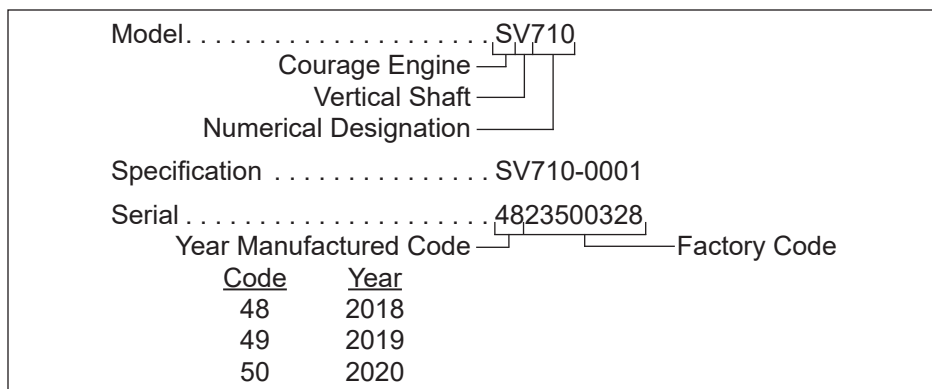 Model. . . . . . . . . . . . . . . . . . . . . SV710
Courage Engine
Vertical Shaft
Numerical Designation
Specification . . . . . . . . . . . . . . . SV710-0001
Serial . . . . . . . . . . . . . . . . . . . . . 4823500328
Year Manufactured Code Factory Code
Code Year
48 2018
49 2019
50 2020